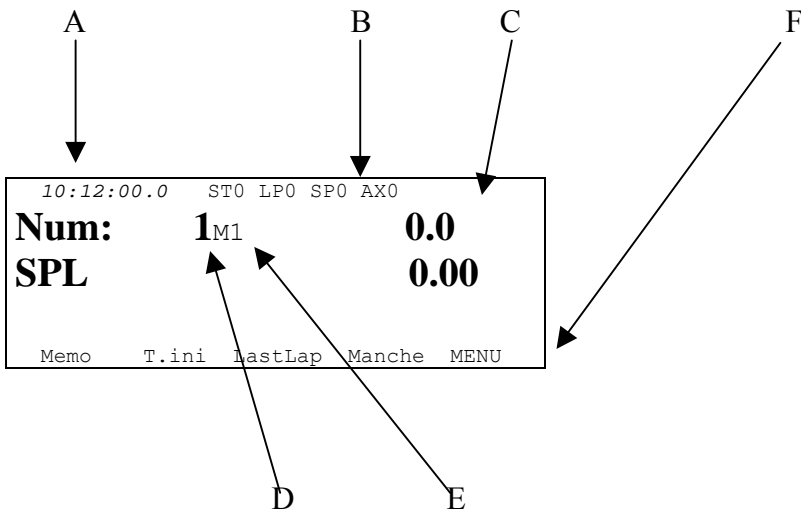 A B C F
10:12:00.0 ST0 LP0 SP0 AX0
Num: 1M1 0.0
SPL 0.00
Memo T.ini LastLap Manche MENU
D E